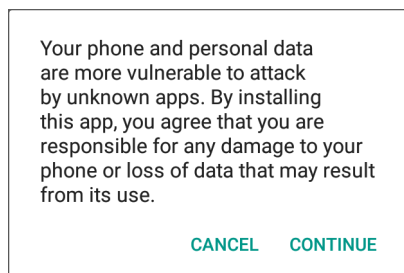 Your phone and personal data
are more vulnerable to attack
by unknown apps. By installing
this app, you agree that you are
responsible for any damage to your
phone or loss of data that may result
from its use.
CANCEL CONTINUE